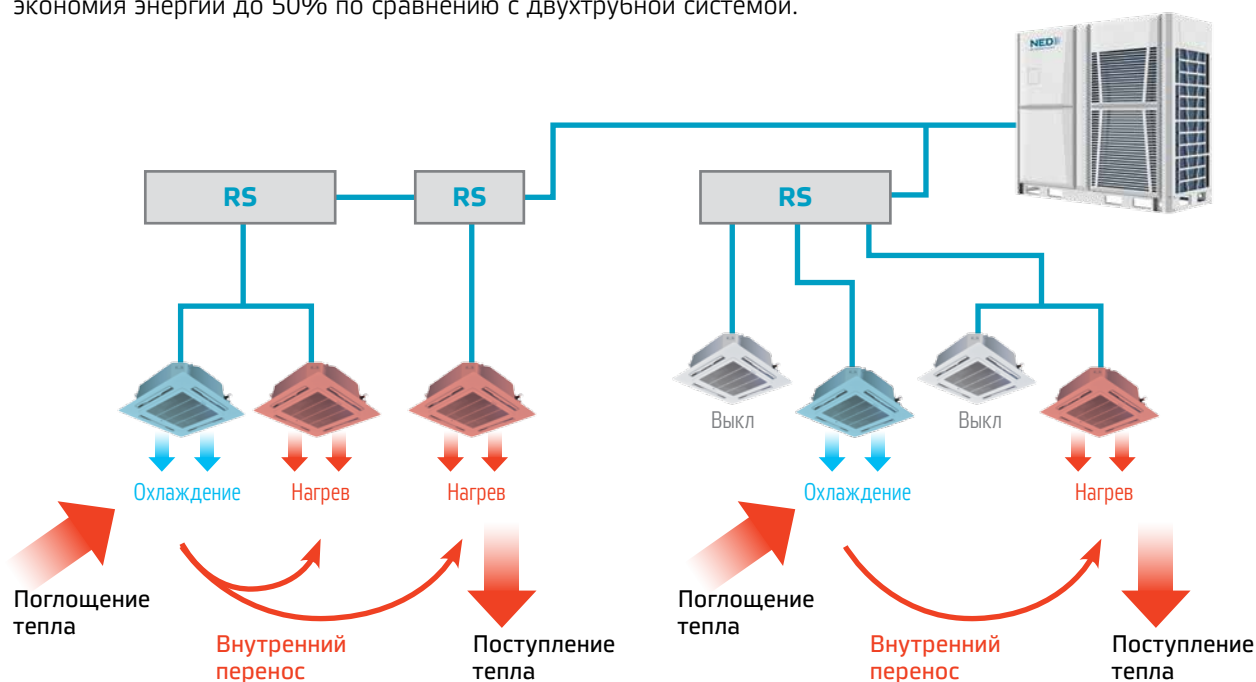 экономия энергии до 50% по сравнению с двухтрубной системой.
NED
RS
RS
RS
Выкл
Выкл
Охлаждение
Нагрев
Нагрев
Охлаждение
Нагрев
Поглощение
тепла
Внутренний
перенос
Поступление
тепла
Поглощение
тепла
Внутренний
перенос
Поступление
тепла